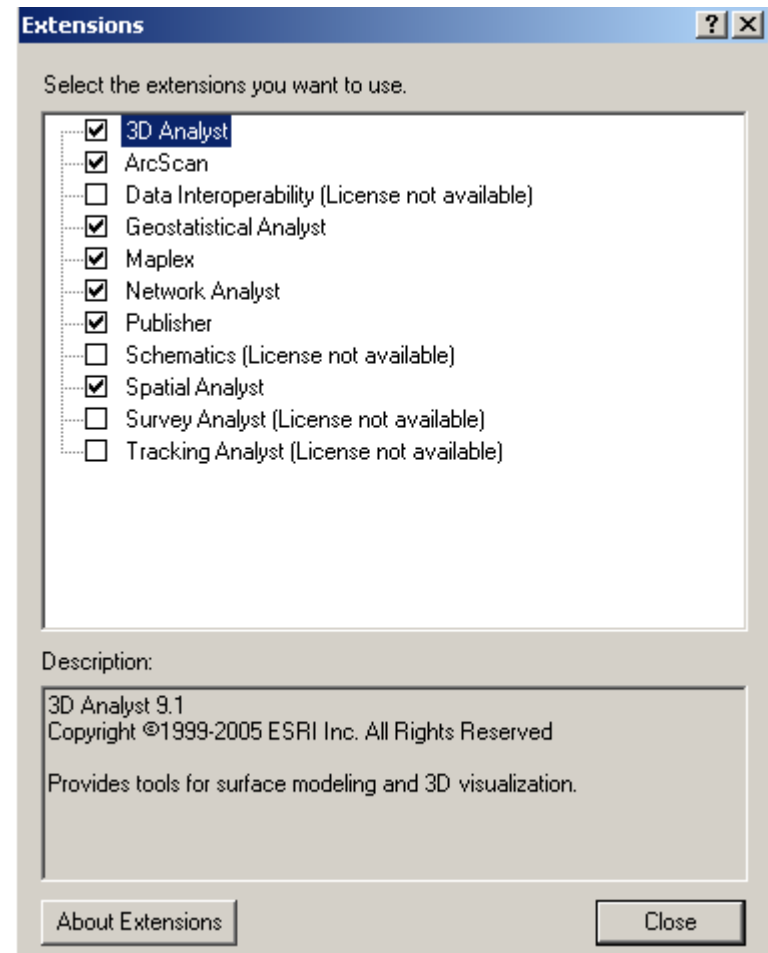 Extensions
Select the extensions you want to use.
3D Analyst
ArcScan
Data Interoperability (License not available)
Geostatistical Analyst
Maplex
Network Analyst
Publisher
Schematics (License not available)
Spatial Analyst
Survey Analyst (License not available)
Tracking Analyst (License not available)
Description:
3D Analyst 9.1
Copyright ©1999-2005 ESRI Inc. All Rights Reserved
Provides tools for surface modeling and 3D visualization.
About Extensions
Close